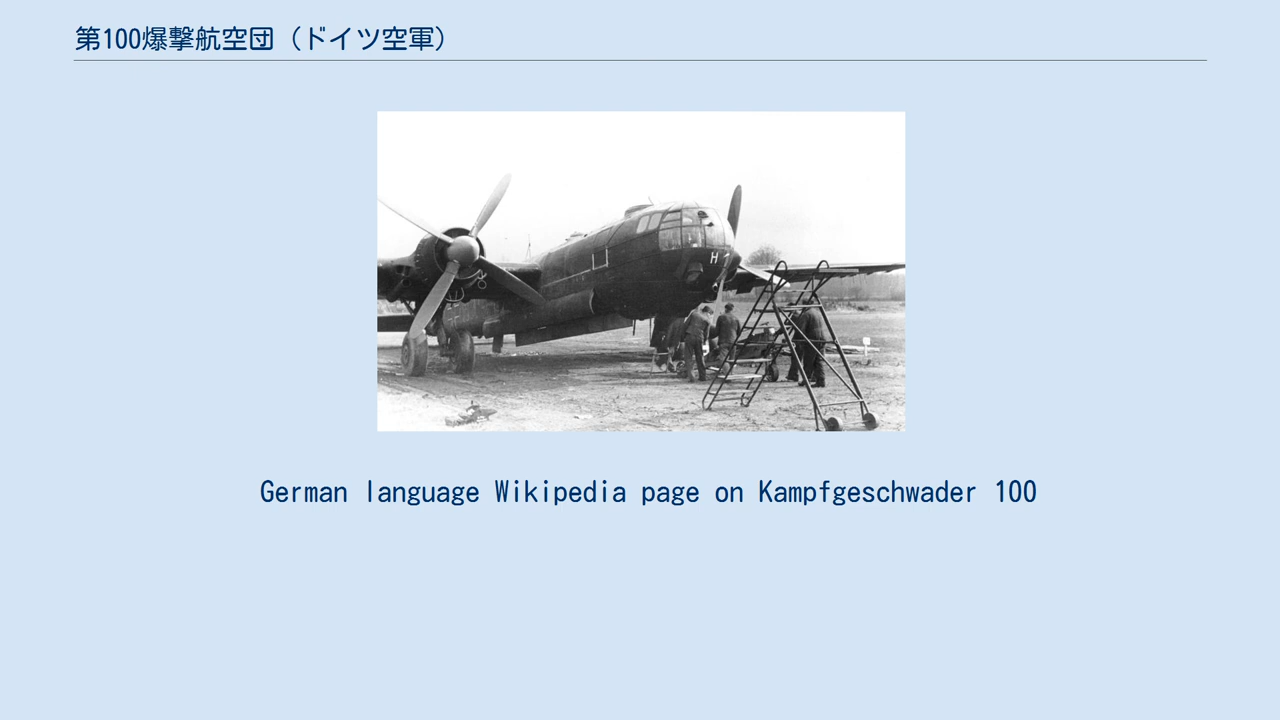 第100爆撃航空団（ドイツ空軍）
H 1
German language Wikipedia page on Kampfgeschwader 100